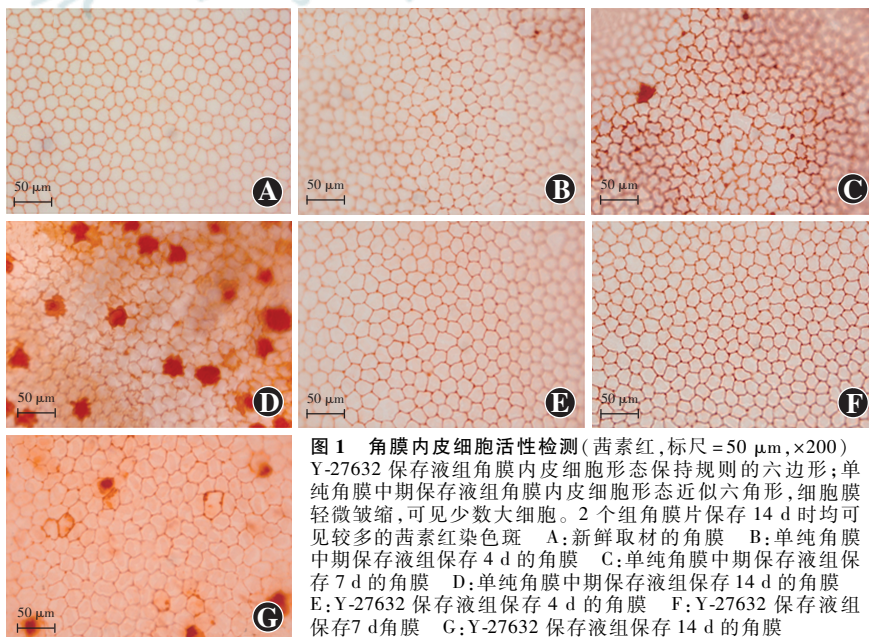 50 μm
A
50 μm
B
50 μm
C
50 μm
D
50 μm
E
50 μm
F
50 μm
G
图 1 角膜内皮细胞活性检测(茜素红,标尺=50 μm,×200)
Y-27632 保存液组角膜内皮细胞形态保持规则的六边形;单
纯角膜中期保存液组角膜内皮细胞形态近似六角形,细胞膜
轻微皱缩,可见少数大细胞。2 个组角膜片保存 14 d 时均可
见较多的茜素红染色斑 A:新鲜取材的角膜 B:单纯角膜
中期保存液组保存 4 d 的角膜 C:单纯角膜中期保存液组保
存 7 d 的角膜 D:单纯角膜中期保存液组保存 14 d 的角膜
E:Y-27632 保存液组保存 4 d 的角膜 F:Y-27632 保存液组
保存7 d角膜 G:Y-27632 保存液组保存 14 d 的角膜